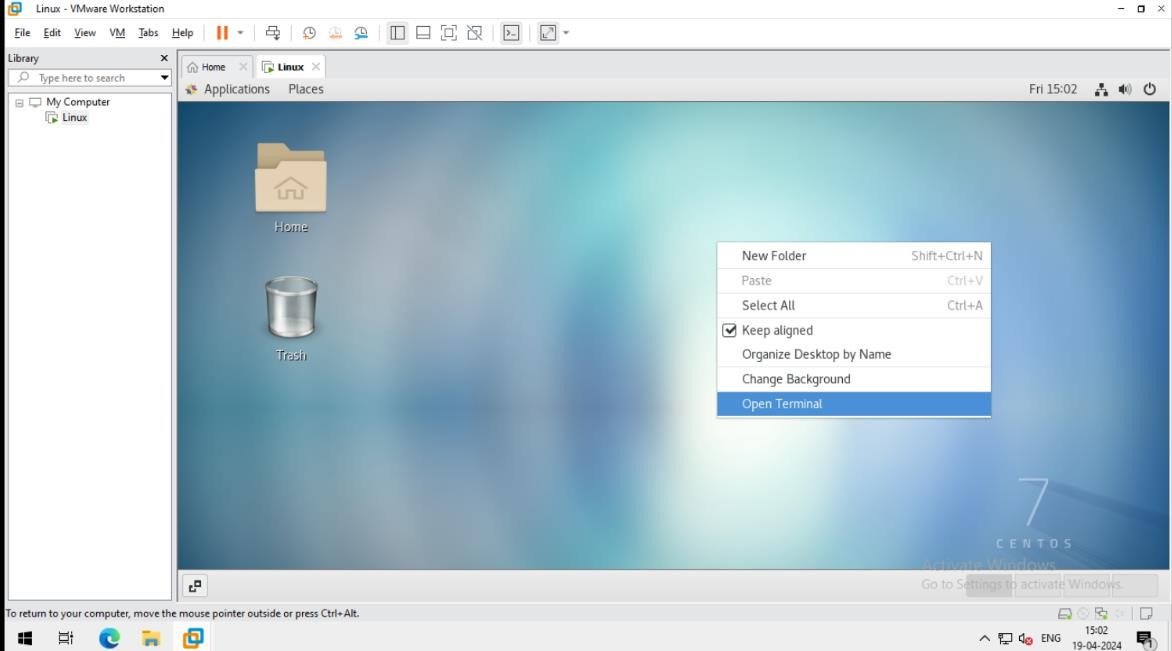 Linux - VMware Workstation
File Edit View VM Tabs Help
Library
Type here to search
My Computer
Linux
Home
Linux
Applications Places
Fri 15:02
Home
Trash
New Folder Shift+Ctrl+N
Paste Ctrl+V
Select All Ctrl+A
Keep aligned
Organize Desktop by Name
Change Background
Open Terminal
7
CENTOS
Activate Windows
Go to Settings to activate Windows.
To return to your computer, move the mouse pointer outside or press Ctrl+Alt.
ENG
15:02
19-04-2024
1